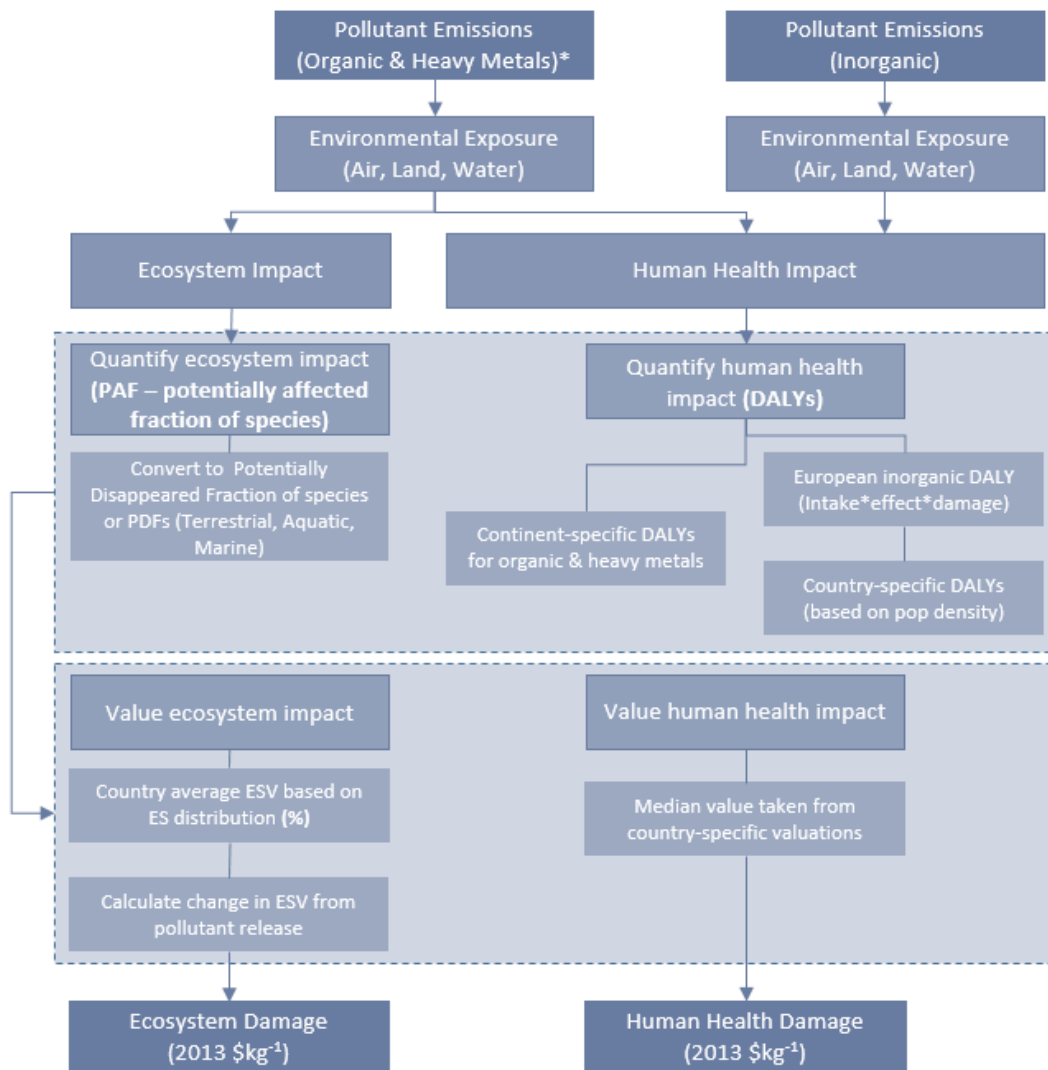 Pollutant Emissions
(Organic & Heavy Metals)*
Pollutant Emissions
(Inorganic)
Environmental Exposure
(Air, Land, Water)
Environmental Exposure
(Air, Land, Water)
Ecosystem Impact
Human Health Impact
Quantify ecosystem impact
(PAF – potentially affected
fraction of species)
Quantify human health
impact (DALYs)
Convert to Potentially
Disappeared Fraction of species
or PDFs (Terrestrial, Aquatic,
Marine)
European inorganic DALY
(Intake*effect*damage)
Continent-specific DALYs
for organic & heavy metals
Country-specific DALYs
(based on pop density)
Value ecosystem impact
Value human health impact
Country average ESV based on
ES distribution (%)
Median value taken from
country-specific valuations
Calculate change in ESV from
pollutant release
Ecosystem Damage
(2013 $kg⁻¹)
Human Health Damage
(2013 $kg⁻¹)